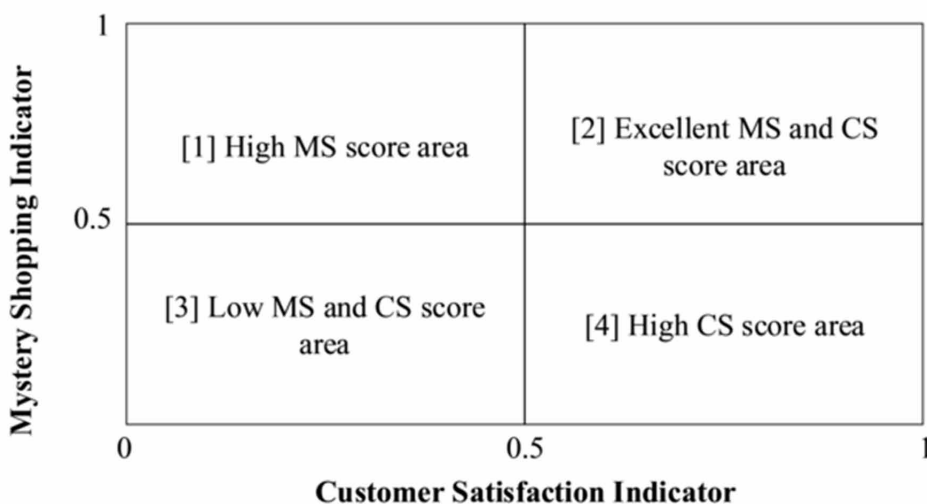 1
[1] High MS score area
[2] Excellent MS and CS
score area
Mystery Shopping Indicator
0.5
[3] Low MS and CS score
area
[4] High CS score area
0
0.5
1
Customer Satisfaction Indicator